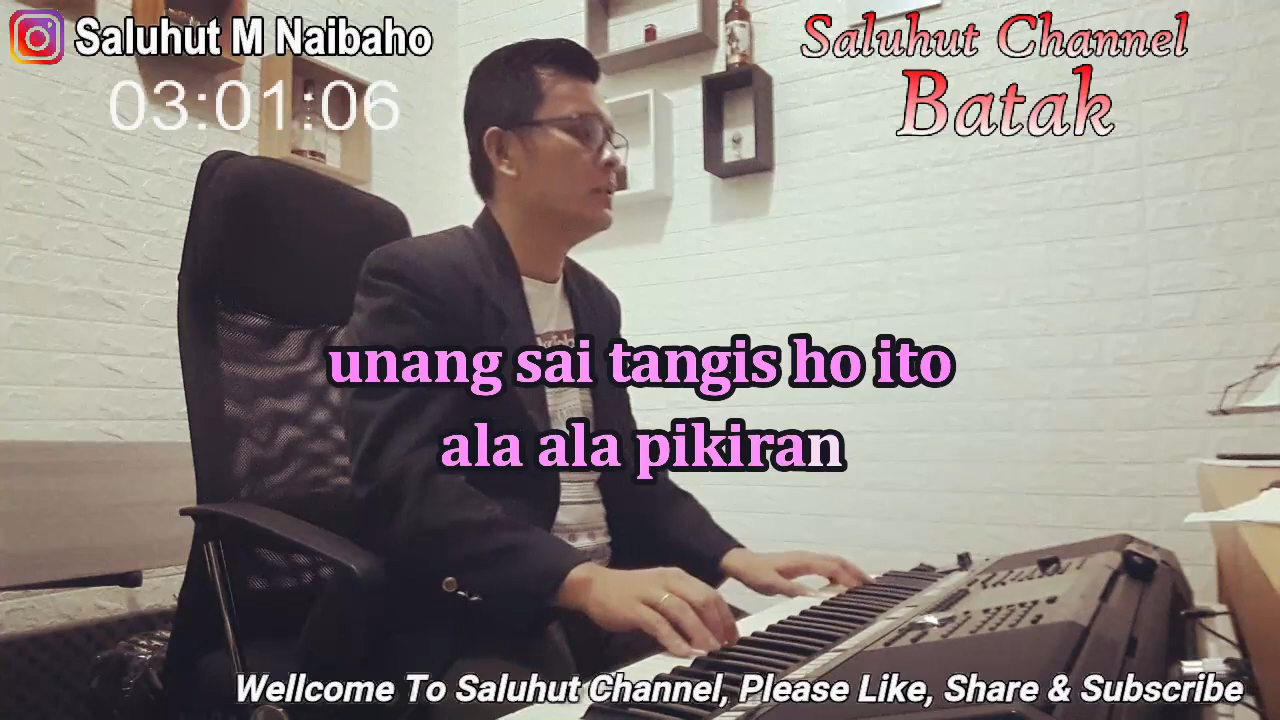 Saluhut M Naibaho
03:01:06
Saluhut Channel
Batak
unang sai tangis ho ito
ala ala pikiran
Wellcome To Saluhut Channel, Please Like, Share & Subscribe